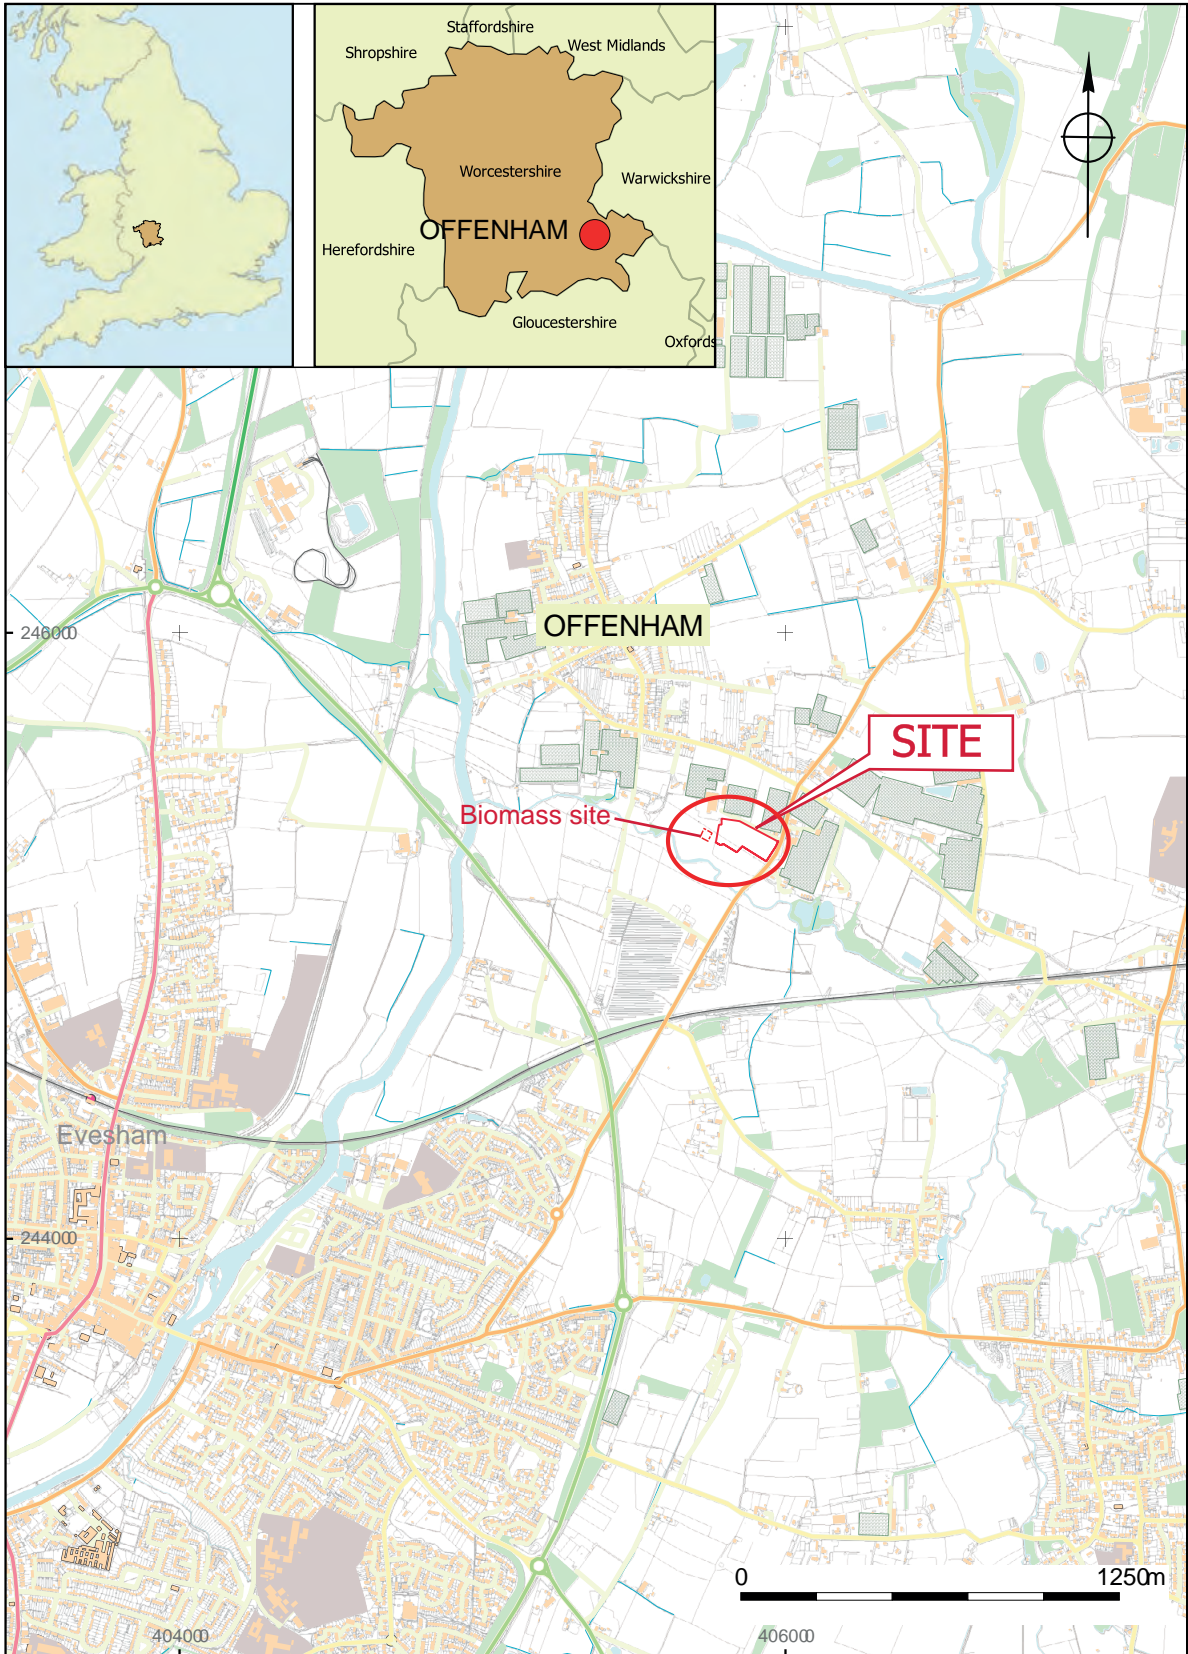 Staffordshire
West Midlands
Shropshire
Worcestershire
Warwickshire
OFFENHAM
Herefordshire
Gloucestershire
Oxfords
246000
OFFENHAM
SITE
Biomass site
Evesham
244000
0
1250m
404000
406000